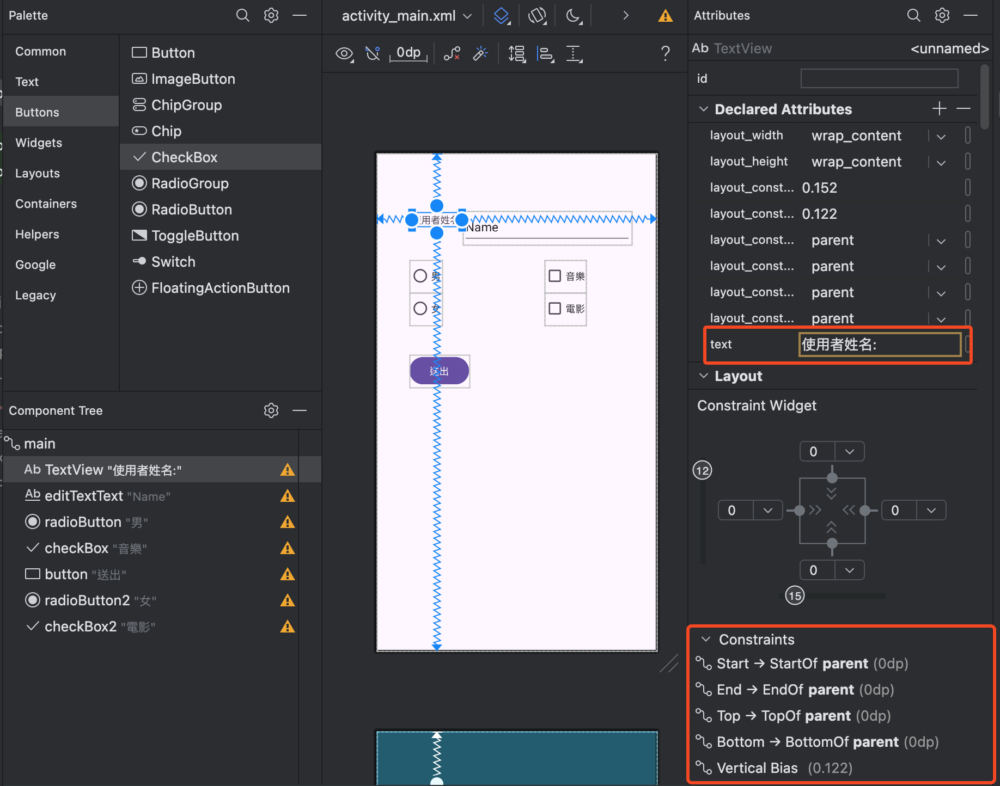 Palette
Common
Text
Buttons
Widgets
Layouts
Containers
Helpers
Google
Legacy
Button
ImageButton
ChipGroup
Chip
CheckBox
RadioGroup
RadioButton
ToggleButton
Switch
FloatingActionButton
Component Tree
main
Ab TextView "使用者姓名:"
Ab editTextText "Name"
radioButton "男"
checkBox "音樂"
button "送出"
radioButton2 "女"
checkBox2 "電影"
activity_main.xml
0dp
?
用者姓
Name
男
女
音樂
電影
送出
Attributes
Ab TextView <unnamed>
id
Declared Attributes
layout_width wrap_content
layout_height wrap_content
layout_const... 0.152
layout_const... 0.122
layout_const... parent
layout_const... parent
layout_const... parent
layout_const... parent
text 使用者姓名:
Layout
Constraint Widget
0
12
0
0
0
15
Constraints
Start → StartOf parent (0dp)
End → EndOf parent (0dp)
Top → TopOf parent (0dp)
Bottom → BottomOf parent (0dp)
Vertical Bias (0.122)